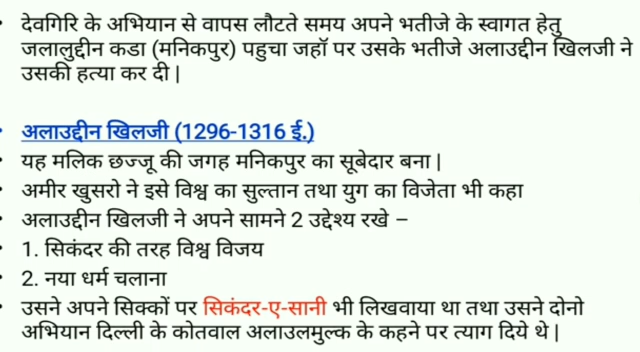 • देवगिरि के अभियान से वापस लौटते समय अपने भतीजे के स्वागत हेतु
जलालुद्दीन कडा (मनिकपुर) पहुचा जहॉ पर उसके भतीजे अलाउद्दीन खिलजी ने
उसकी हत्या कर दी |
• अलाउद्दीन खिलजी (1296-1316 ई.)
• यह मलिक छज्जू की जगह मनिकपुर का सूबेदार बना |
• अमीर खुसरो ने इसे विश्व का सुल्तान तथा युग का विजेता भी कहा
• अलाउद्दीन खिलजी ने अपने सामने 2 उद्देश्य रखे –
• 1. सिकंदर की तरह विश्व विजय
• 2. नया धर्म चलाना
• उसने अपने सिक्कों पर सिकंदर-ए-सानी भी लिखवाया था तथा उसने दोनो
अभियान दिल्ली के कोतवाल अलाउलमुल्क के कहने पर त्याग दिये थे |